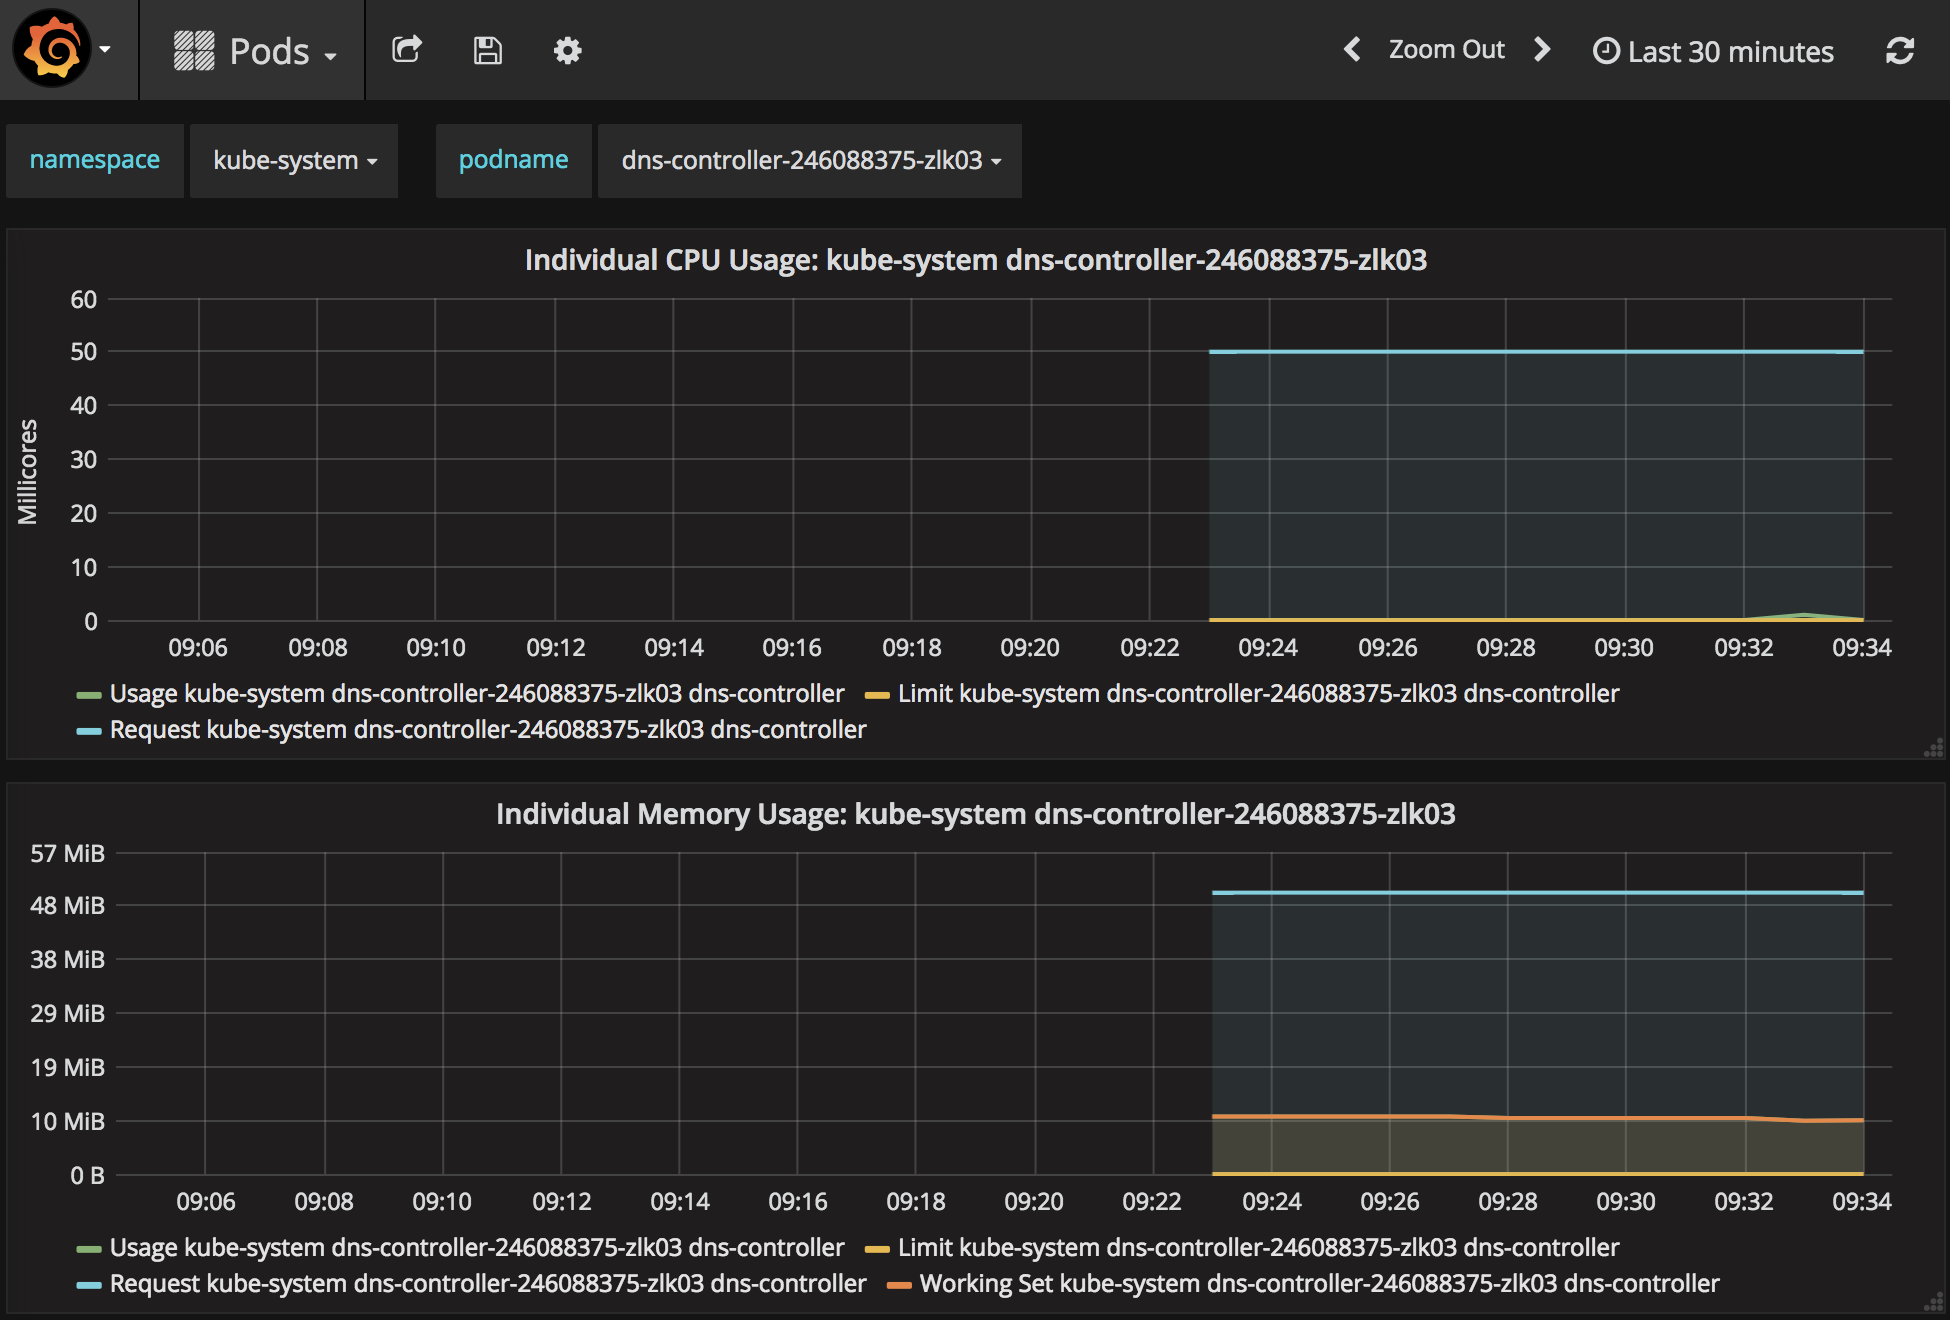 Pods
Zoom Out
Last 30 minutes
namespace
kube-system
podname
dns-controller-246088375-zlk03
Individual CPU Usage: kube-system dns-controller-246088375-zlk03
Millicores
60
50
40
30
20
10
0
09:06 09:08 09:10 09:12 09:14 09:16 09:18 09:20 09:22 09:24 09:26 09:28 09:30 09:32 09:34
Usage kube-system dns-controller-246088375-zlk03 dns-controller Limit kube-system dns-controller-246088375-zlk03 dns-controller
Request kube-system dns-controller-246088375-zlk03 dns-controller
Individual Memory Usage: kube-system dns-controller-246088375-zlk03
57 MiB
48 MiB
38 MiB
29 MiB
19 MiB
10 MiB
0 B
09:06 09:08 09:10 09:12 09:14 09:16 09:18 09:20 09:22 09:24 09:26 09:28 09:30 09:32 09:34
Usage kube-system dns-controller-246088375-zlk03 dns-controller Limit kube-system dns-controller-246088375-zlk03 dns-controller
Request kube-system dns-controller-246088375-zlk03 dns-controller Working Set kube-system dns-controller-246088375-zlk03 dns-controller